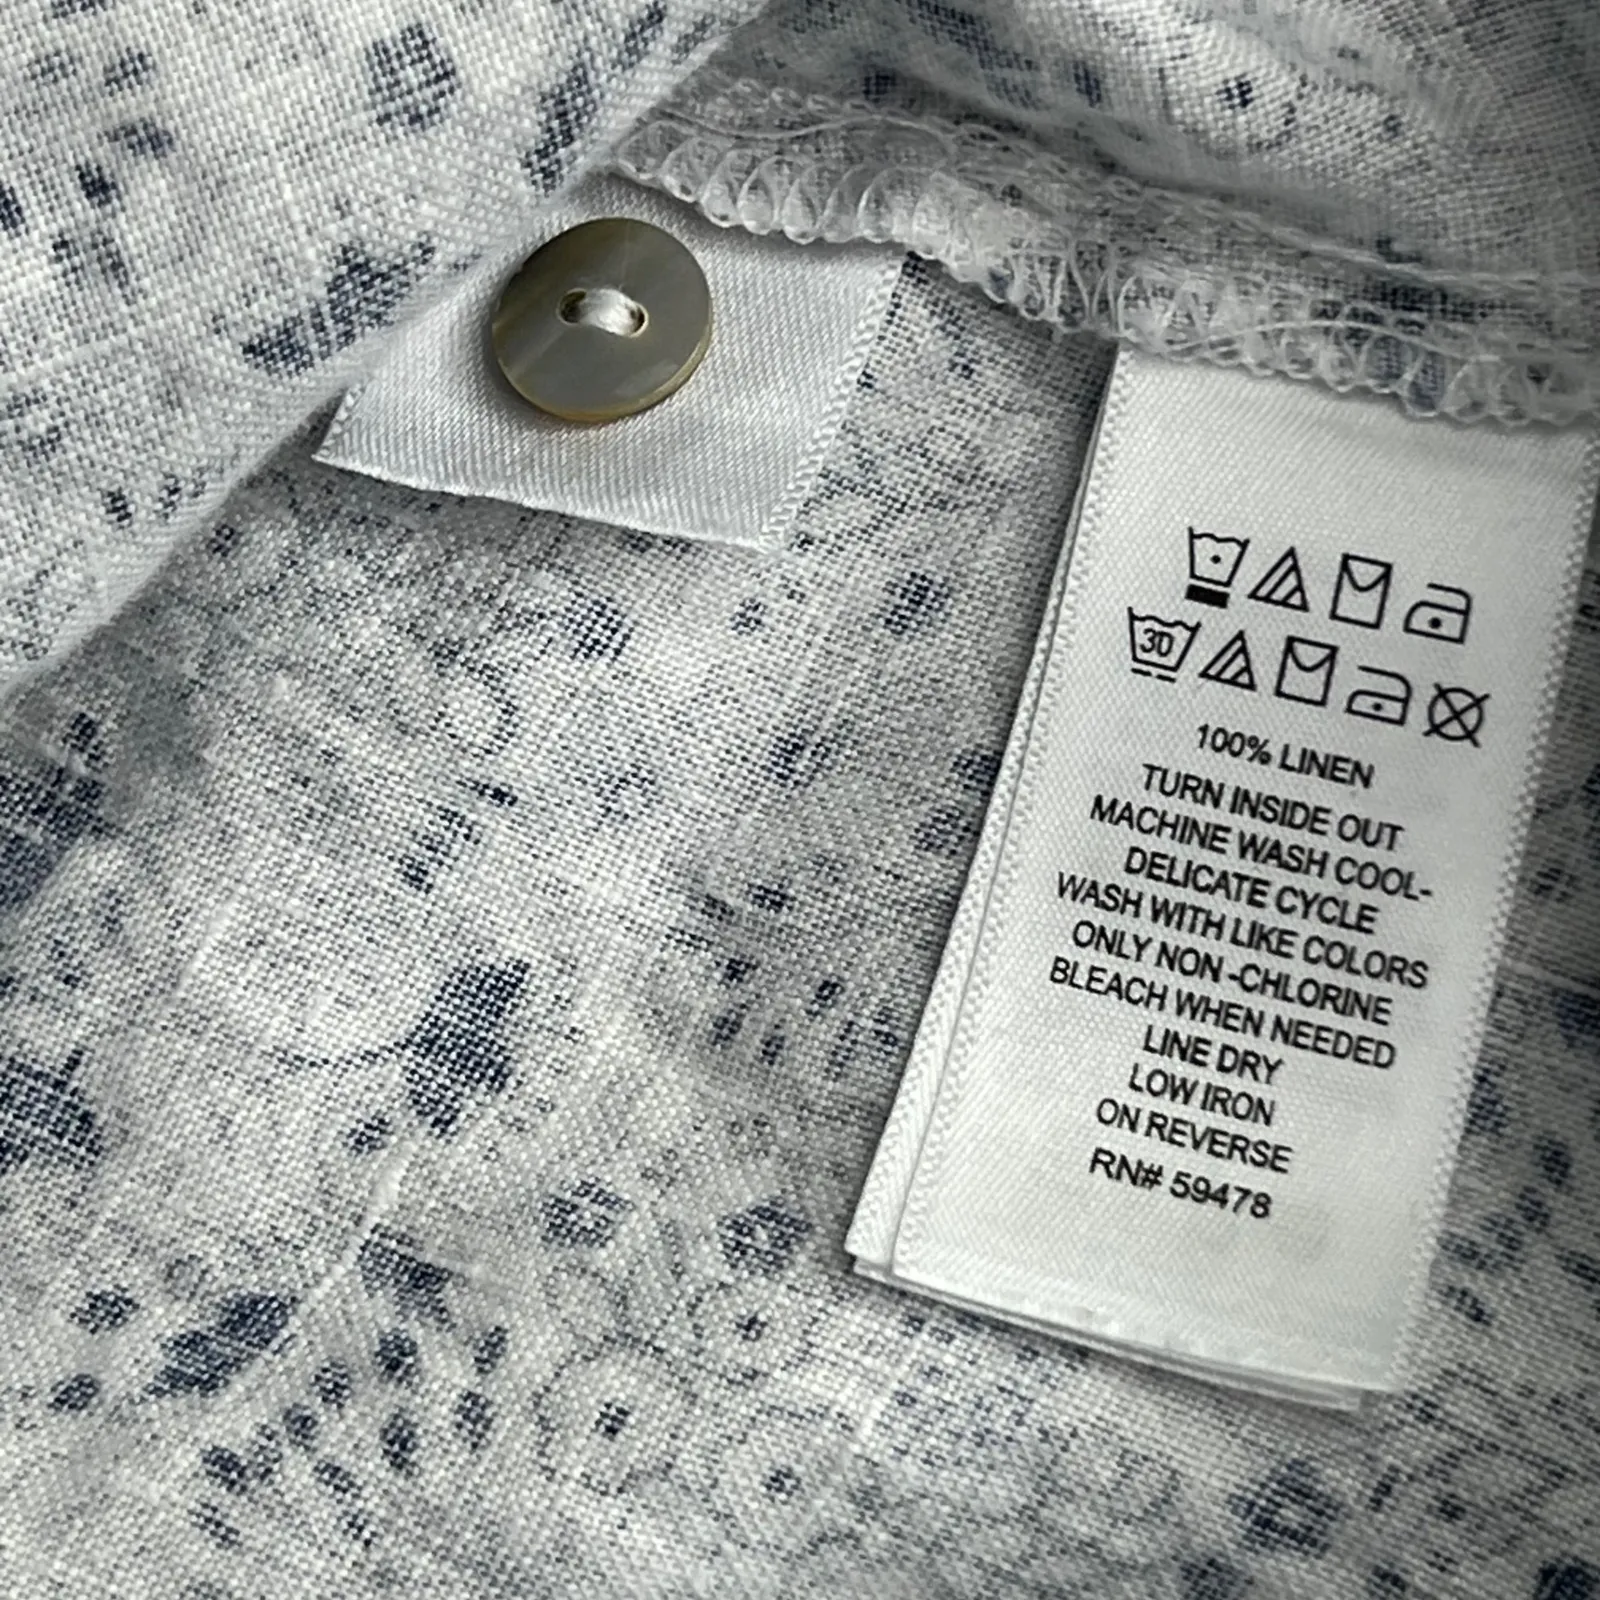 30
100% LINEN
TURN INSIDE OUT
MACHINE WASH COOL-
DELICATE CYCLE
WASH WITH LIKE COLORS
ONLY NON -CHLORINE
BLEACH WHEN NEEDED
LINE DRY
LOW IRON
ON REVERSE
RN# 59478